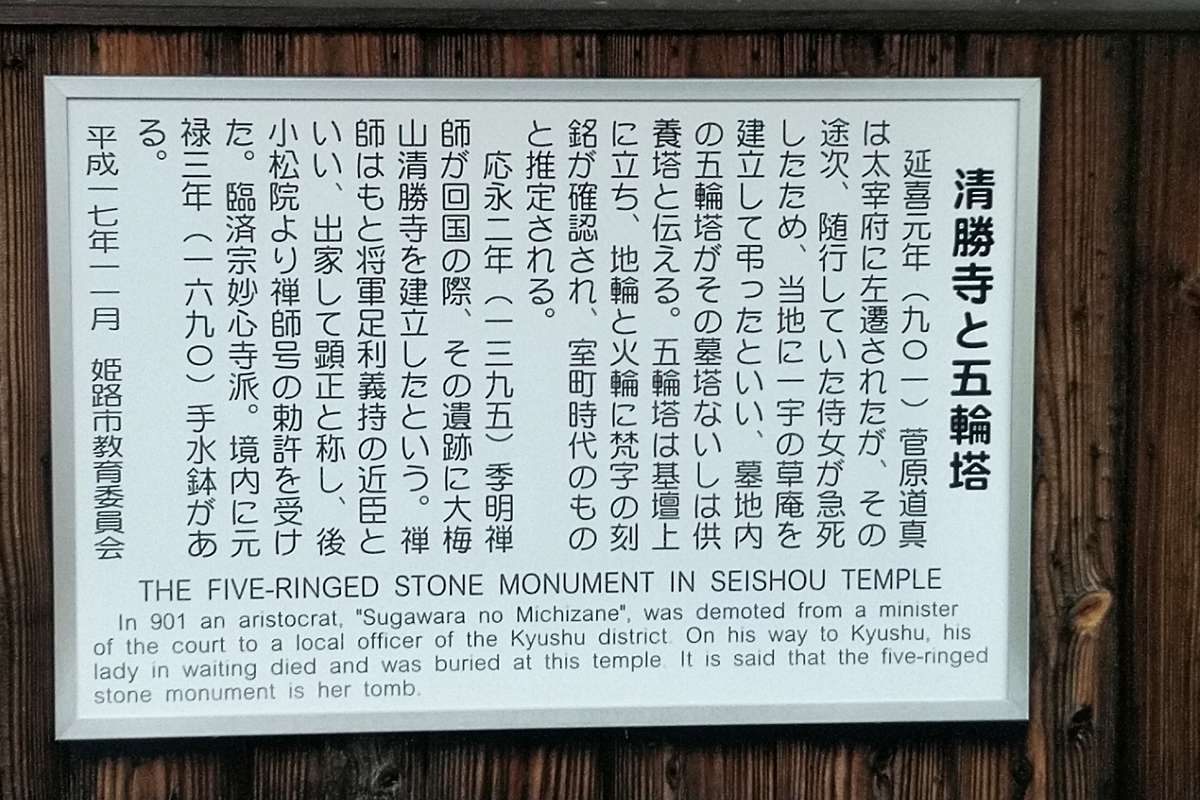 清勝寺と五輪塔
延喜元年（九〇一）菅原道真
は太宰府に左遷されたが、その
途次、随行していた侍女が急死
したため、当地に一宇の草庵を
建立して弔ったといい、墓地内
の五輪塔がその墓塔ないしは供
養塔と伝える。五輪塔は基壇上
に立ち、地輪と火輪に梵字の刻
銘が確認され、室町時代のもの
と推定される。
応永二年（一三九五）季明禅
師が回国の際、その遺跡に大梅
山清勝寺を建立したという。禅
師はもと将軍足利義持の近臣と
いい、出家して顕正と称し、後
小松院より禅師号の勅許を受け
た。臨済宗妙心寺派。境内に元
禄三年（一六九〇）手水鉢があ
る。
平成一七年一一月　姫路市教育委員会
THE FIVE-RINGED STONE MONUMENT IN SEISHOU TEMPLE
In 901 an aristocrat, "Sugawara no Michizane", was demoted from a minister
of the court to a local officer of the Kyushu district. On his way to Kyushu, his
lady in waiting died and was buried at this temple. It is said that the five-ringed
stone monument is her tomb.